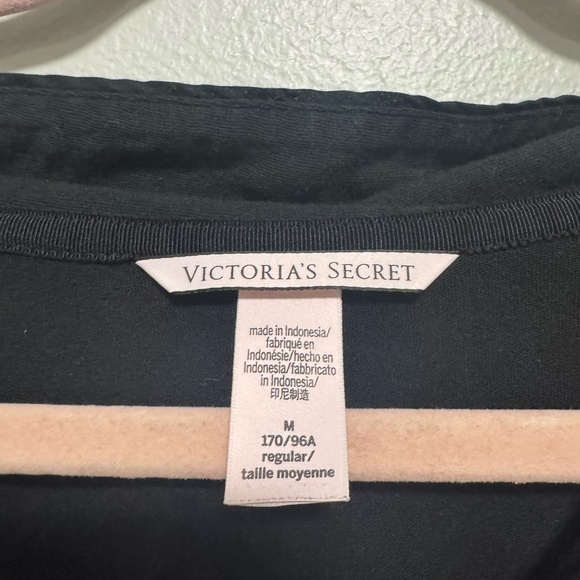 VICTORIA'S SECRET
made in Indonesia/
fabriqué en
Indonésie/hecho en
Indonesia/fabbricato
in Indonesia/
印尼制造
M
170/96A
regular/
taille moyenne